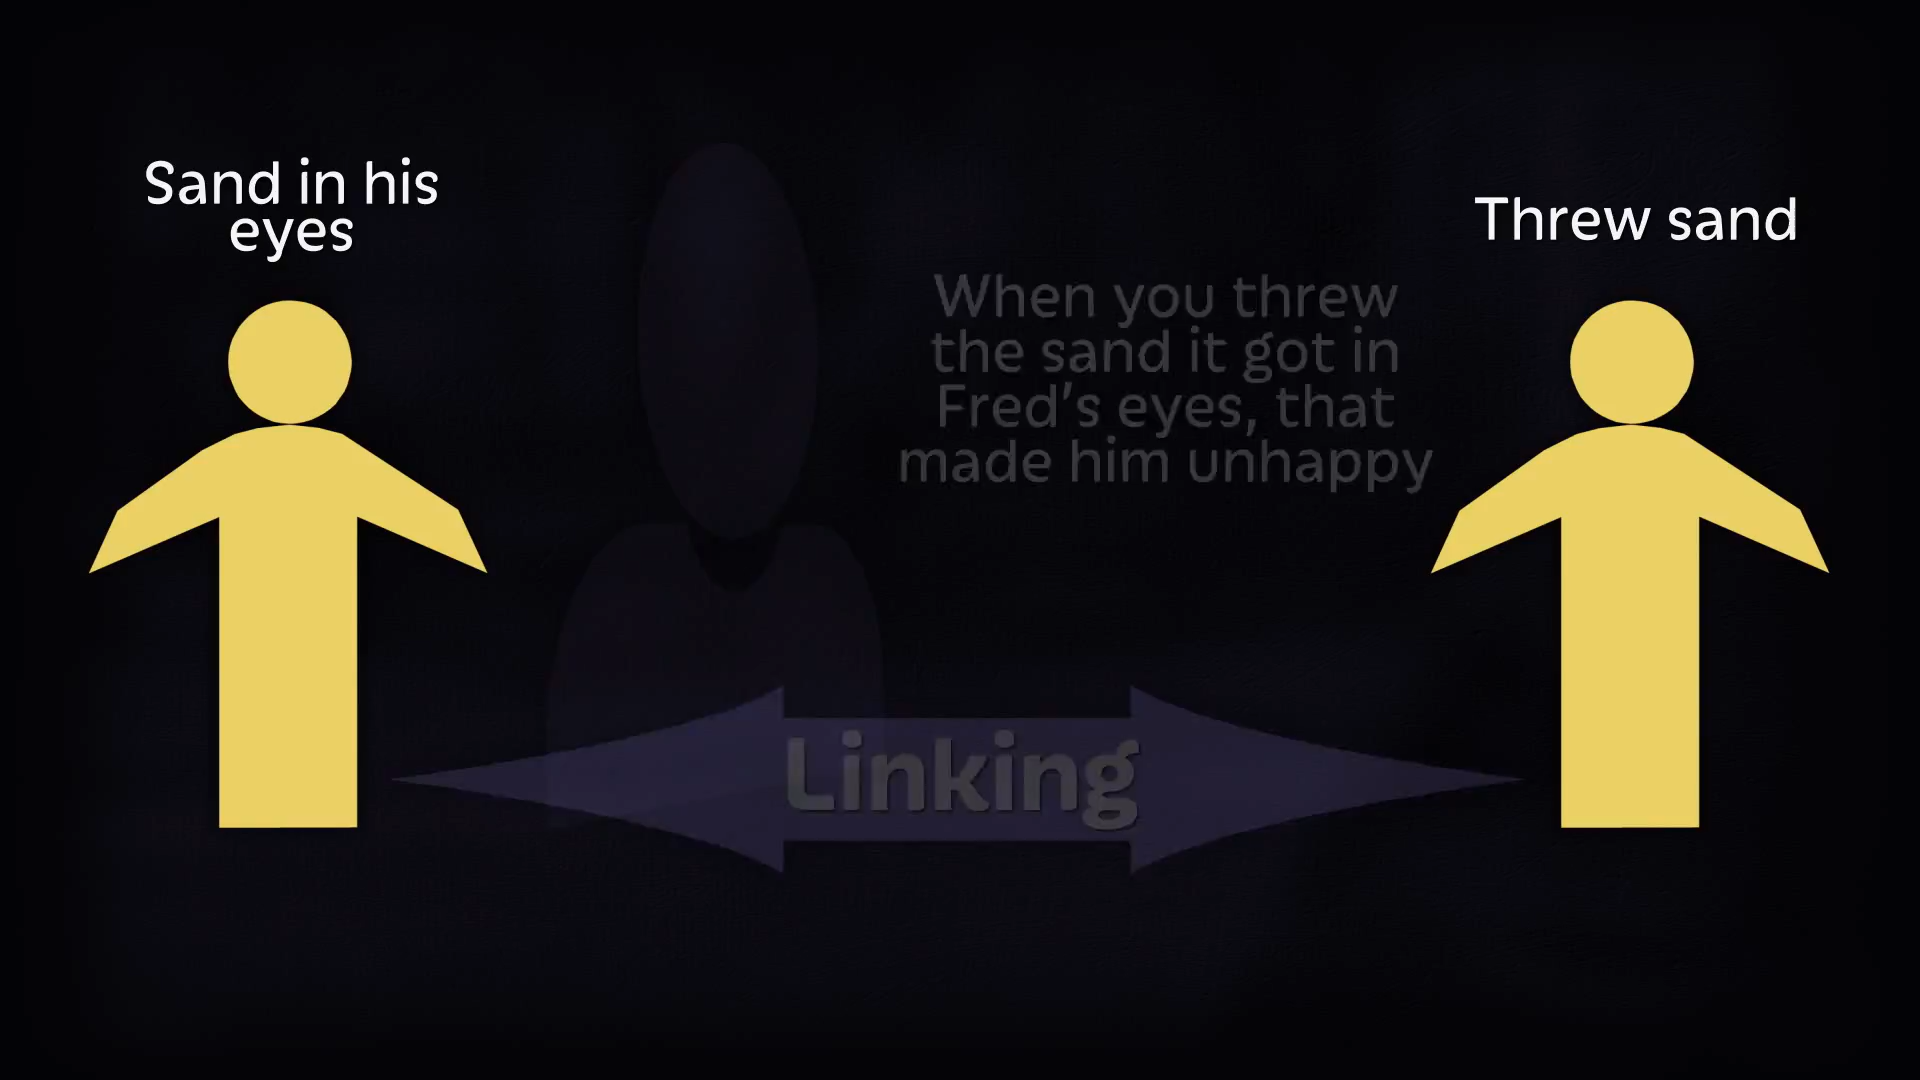 Sand in his
eyes
Threw sand
When you threw
the sand it got in
Fred's eyes, that
made him unhappy
Linking